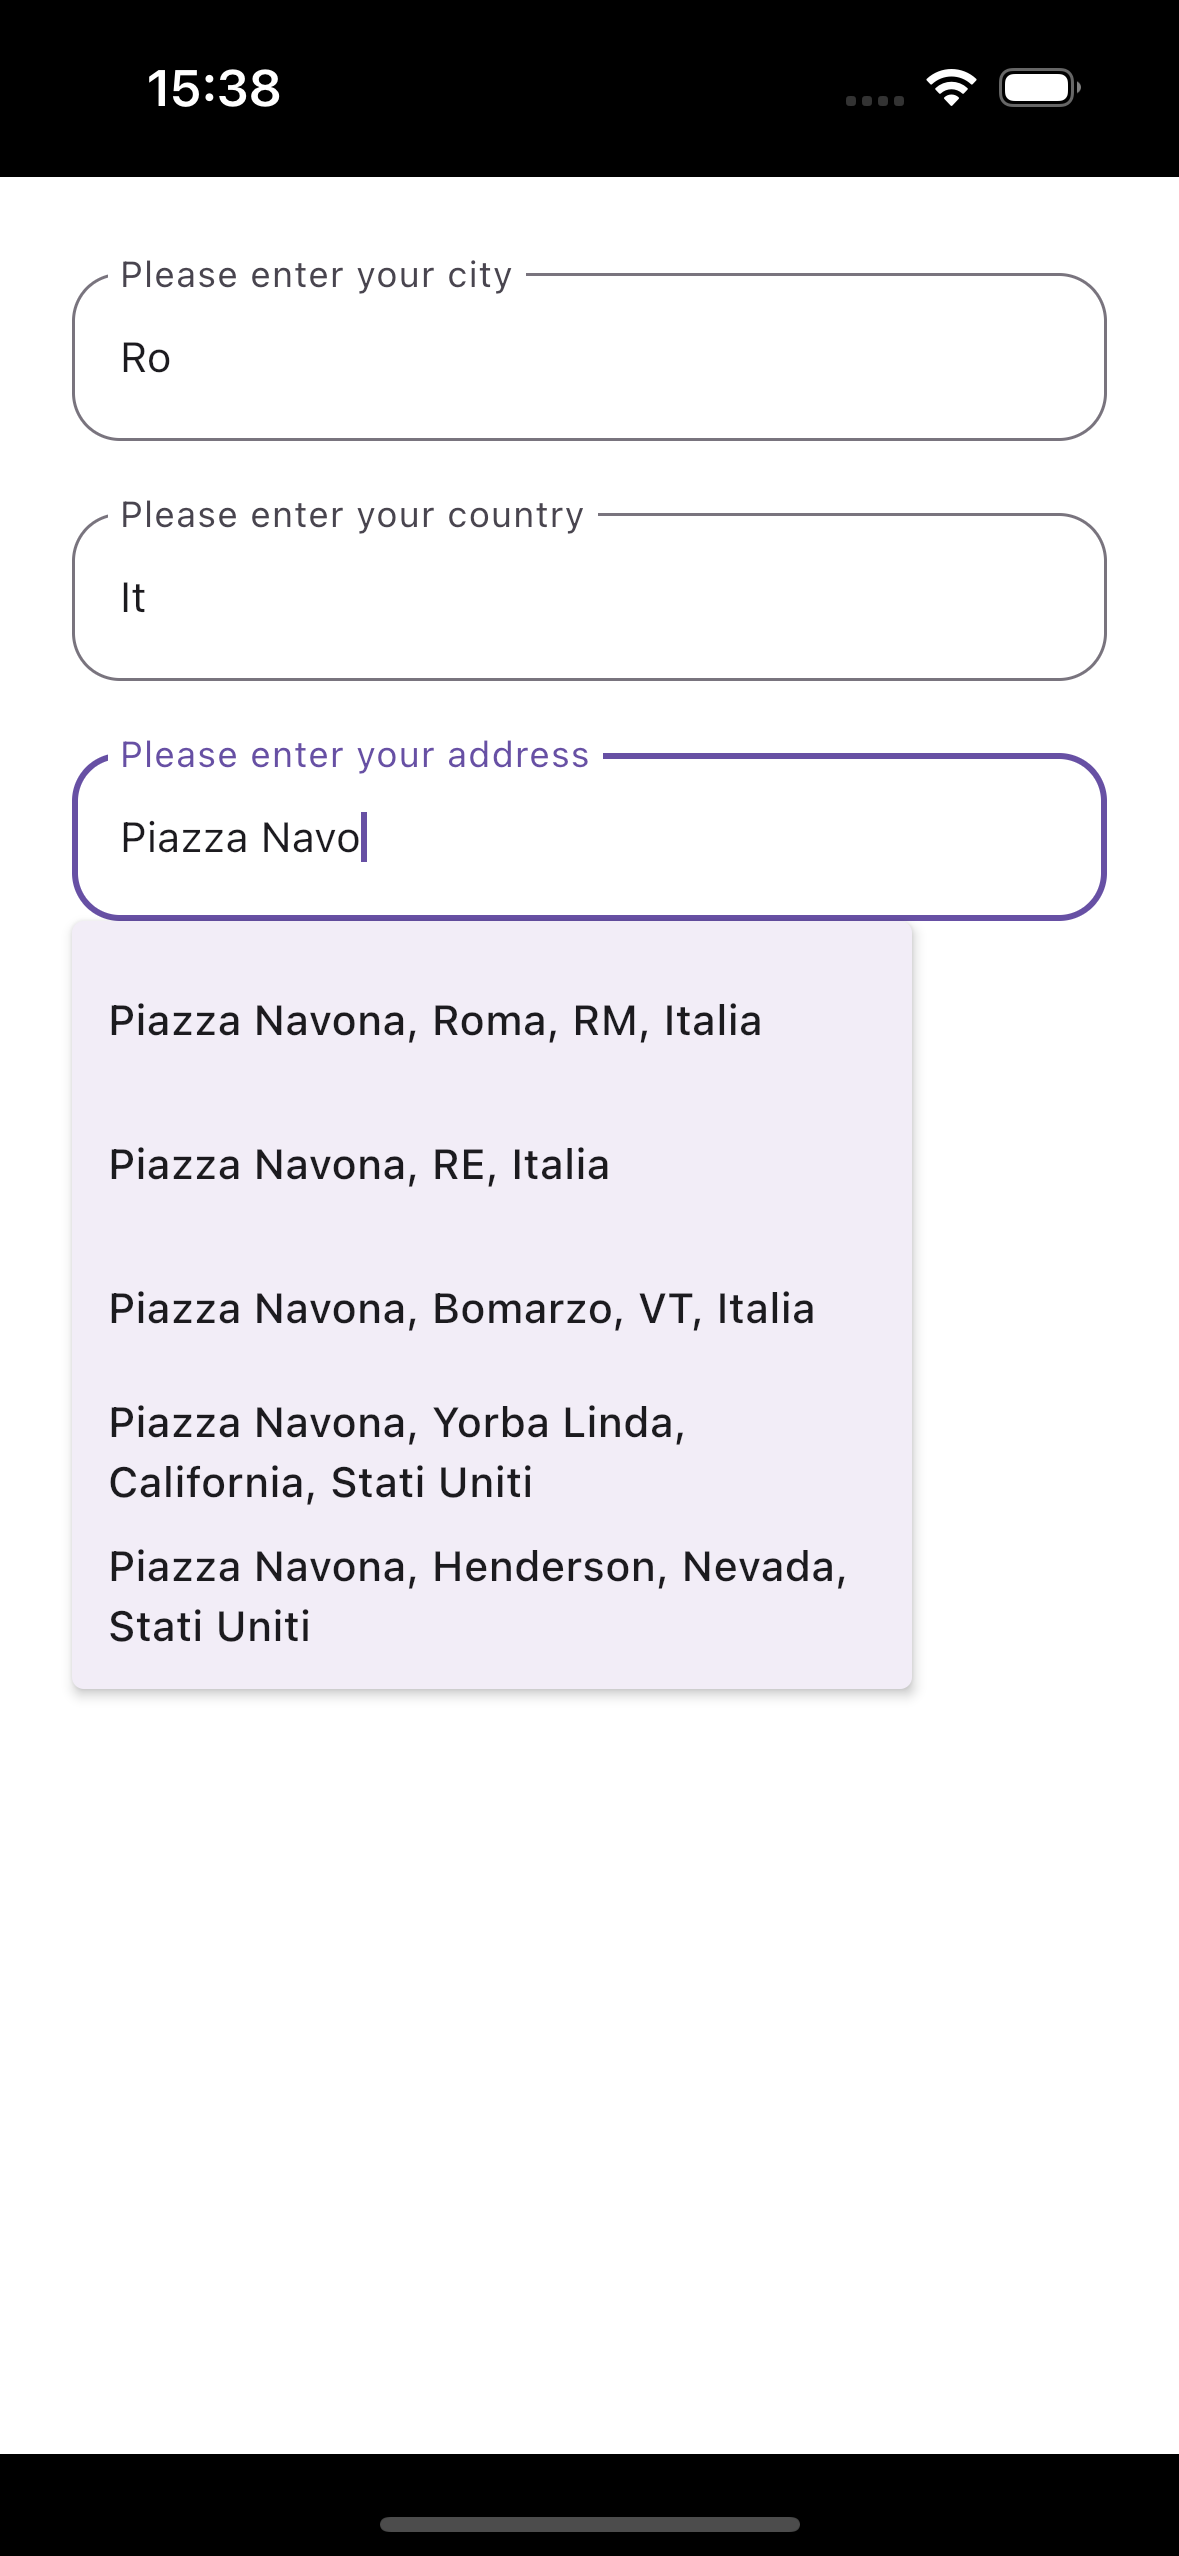 15:38
Please enter your city
Ro
Please enter your country
It
Please enter your address
Piazza Navo
Piazza Navona, Roma, RM, Italia
Piazza Navona, RE, Italia
Piazza Navona, Bomarzo, VT, Italia
Piazza Navona, Yorba Linda,
California, Stati Uniti
Piazza Navona, Henderson, Nevada,
Stati Uniti